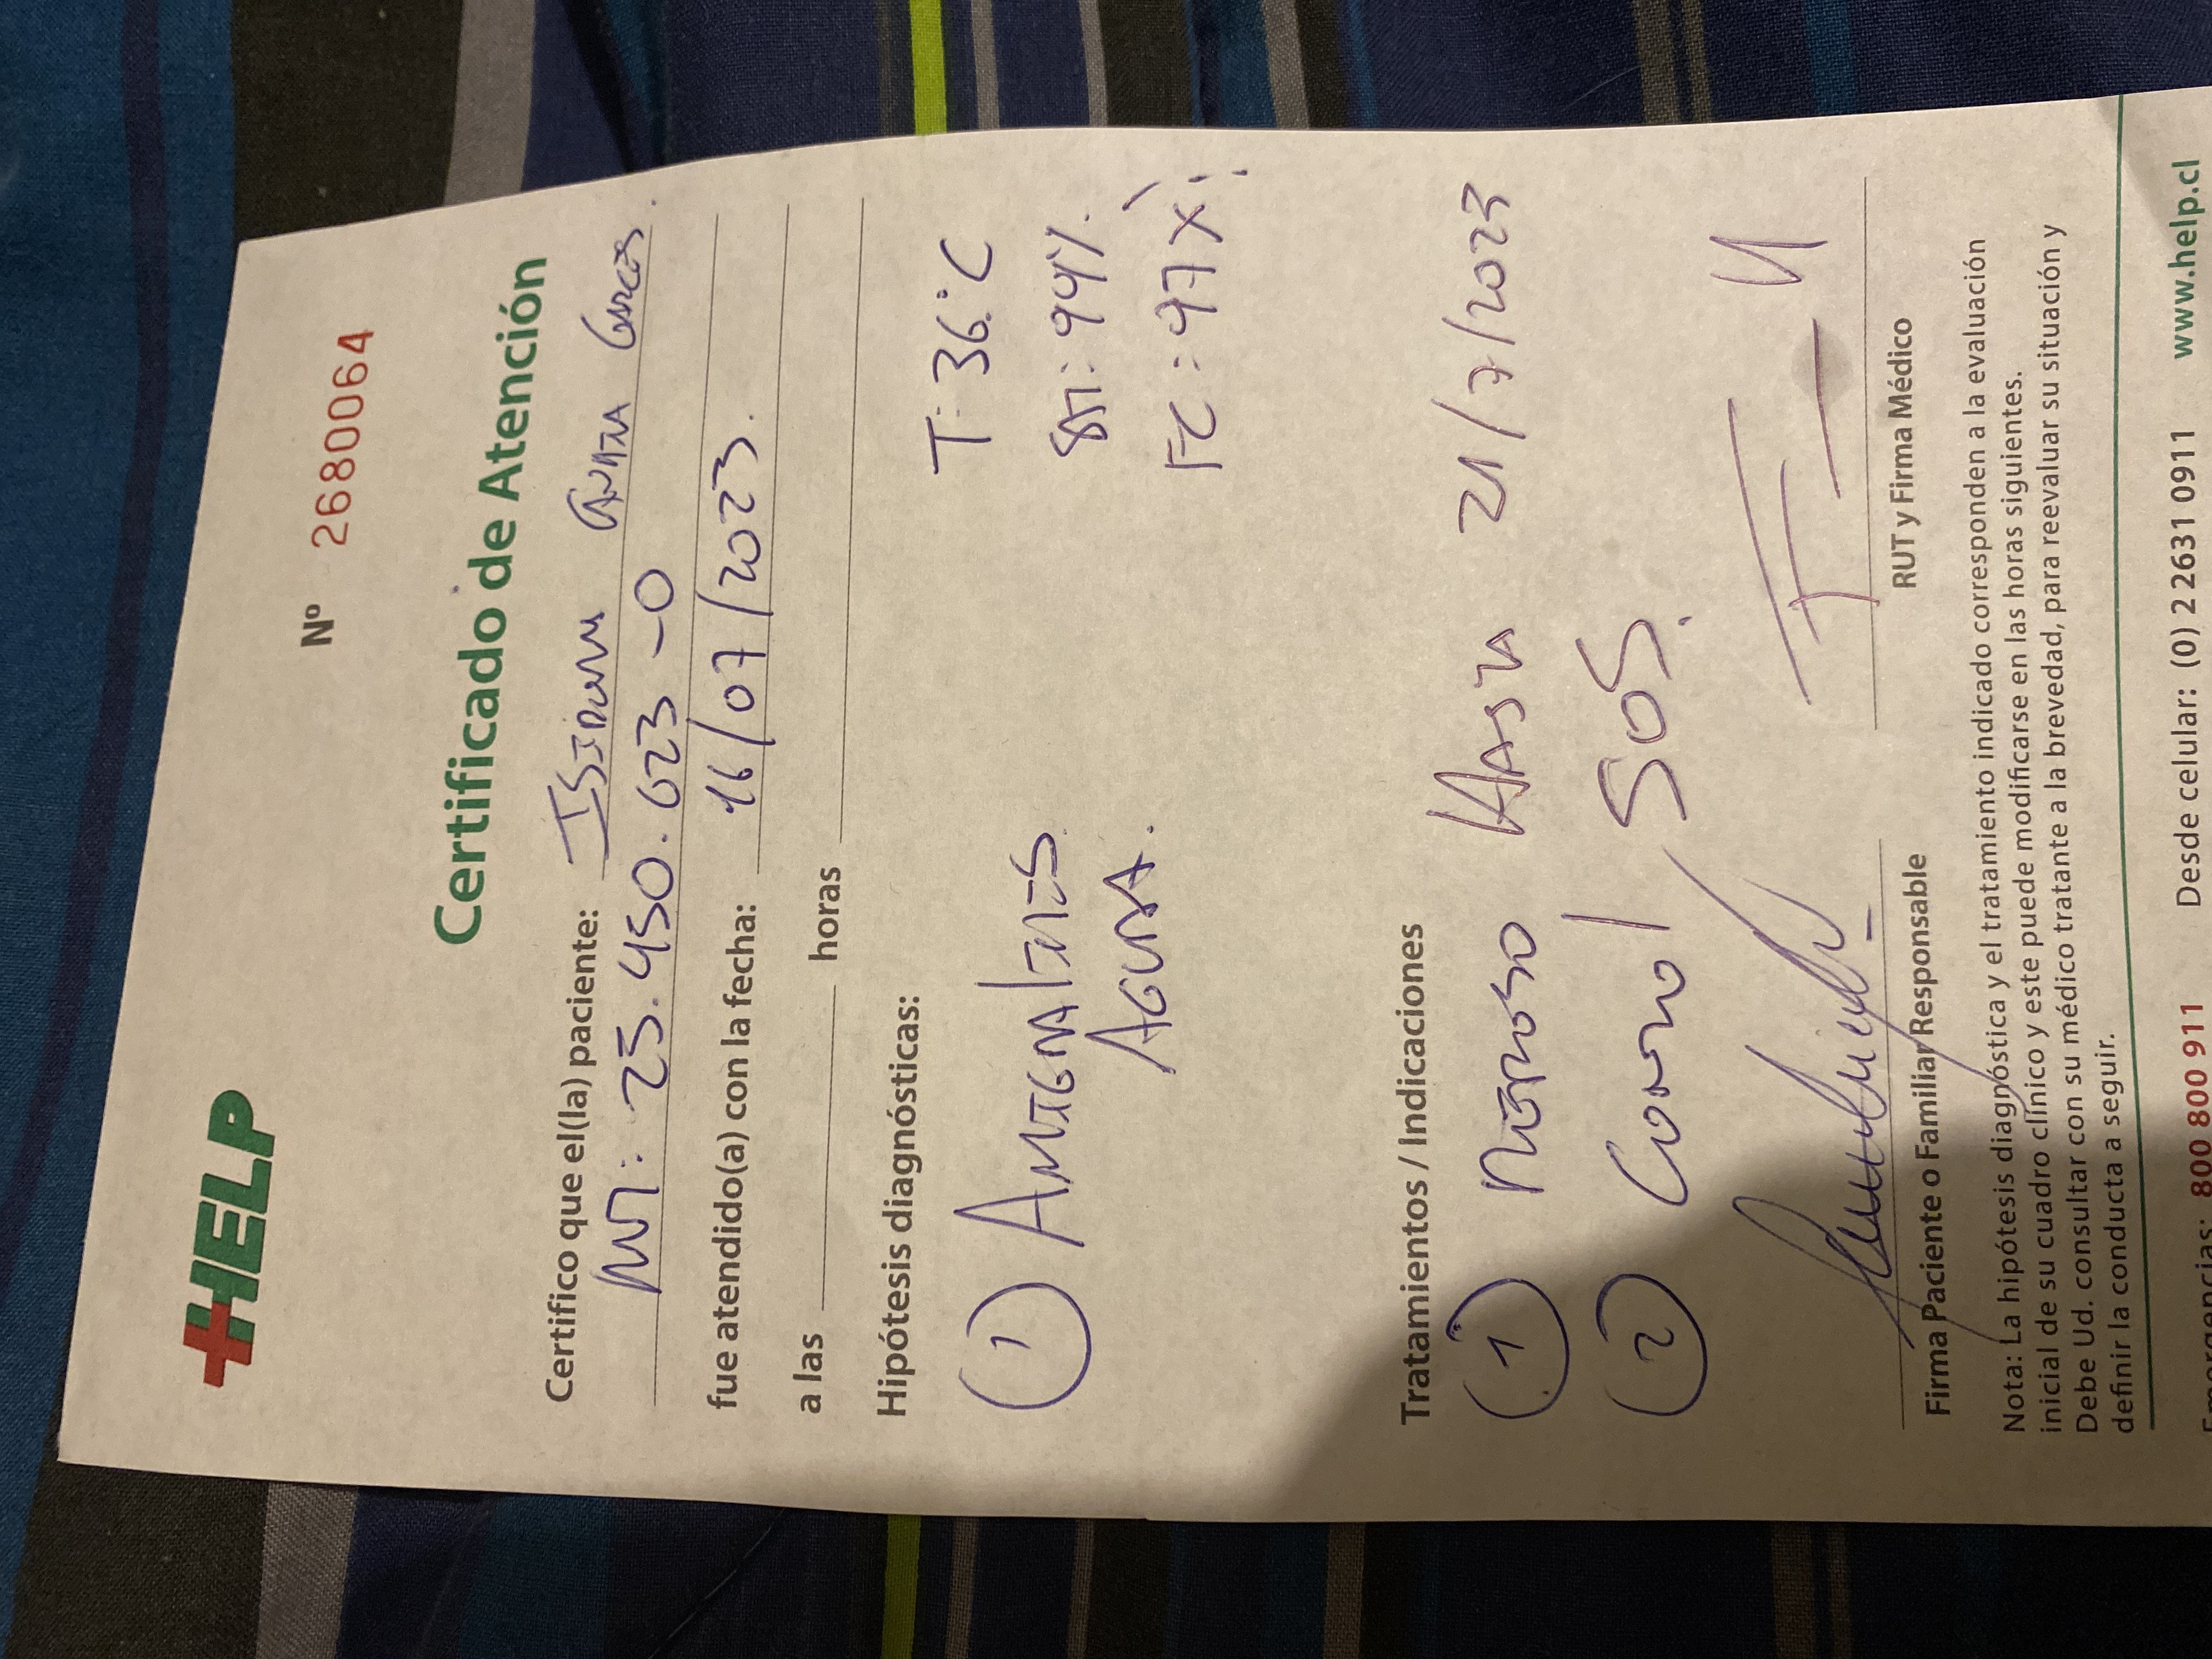 HELP
Nº 2680064
Certificado de Atención
Certifico que el(la) paciente: Isidora
RUT: 25.450.623-0
fue atendido(a) con la fecha: 16/07/2023.
a las horas
Hipótesis diagnósticas:
T: 36°C
① AMIGDALITIS SAT: 94%.
AGUDA. FC: 97 X'
Tratamientos / Indicaciones
① REPOSO HASTA 21/7/2023
② CONTROL SOS.
Firma Paciente o Familiar Responsable RUT y Firma Médico
Nota: La hipótesis diagnóstica y el tratamiento indicado corresponden a la evaluación
inicial de su cuadro clínico y este puede modificarse en las horas siguientes.
Debe Ud. consultar con su médico tratante a la brevedad, para reevaluar su situación y
definir la conducta a seguir.
Emergencias: 800 800 911 Desde celular: (0) 2 2631 0911 www.help.cl